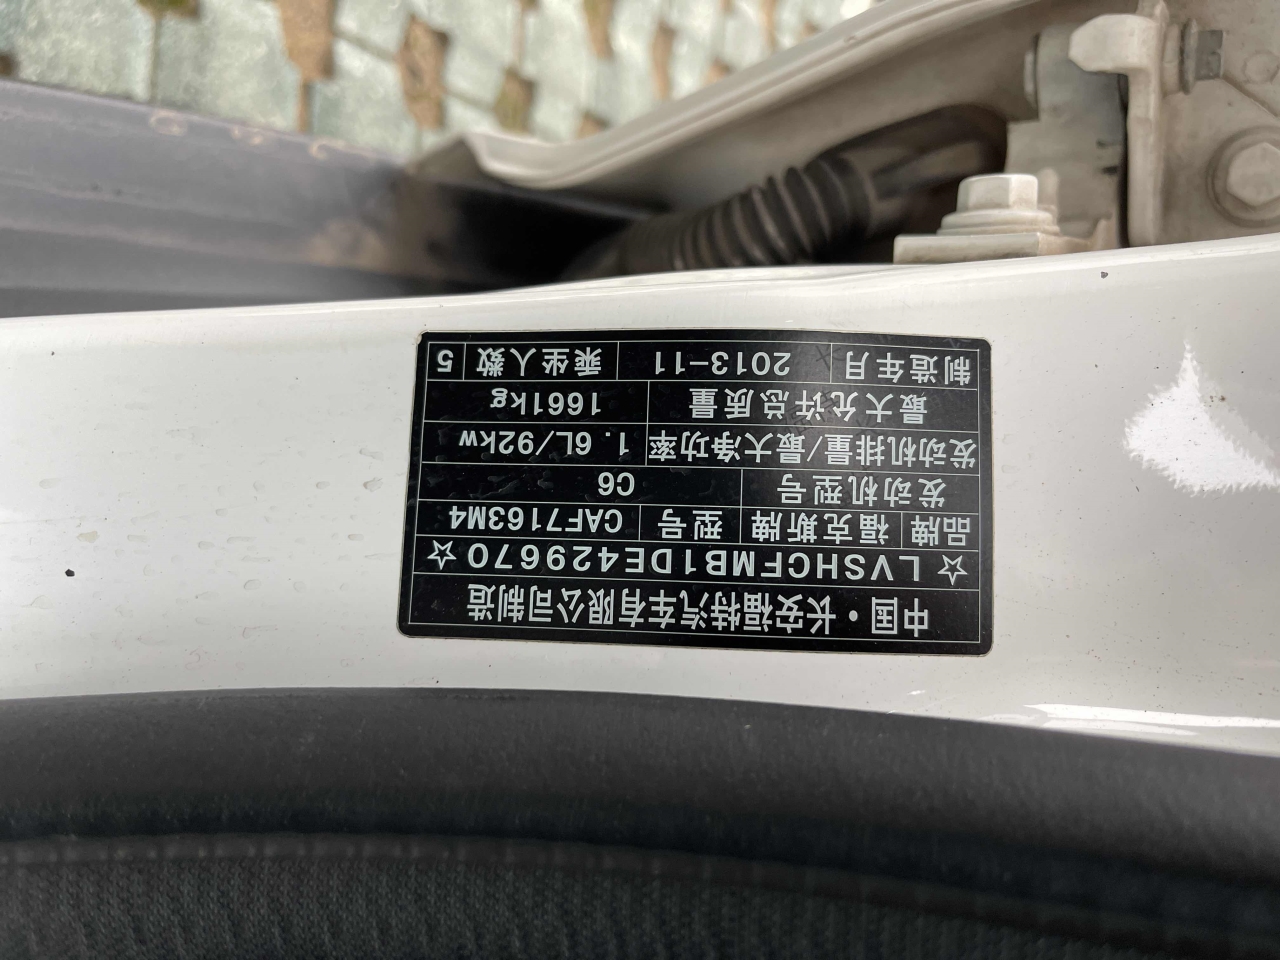 中国·长安福特汽车有限公司制造
☆LVSHCFMB1DE429670☆
品牌 福克斯牌 型号 CAF7163M4
发动机型号 C6
发动机排量/最大净功率 1.6L/92kw
最大允许总质量 1661kg
制造年月 2013-11 乘坐人数 5